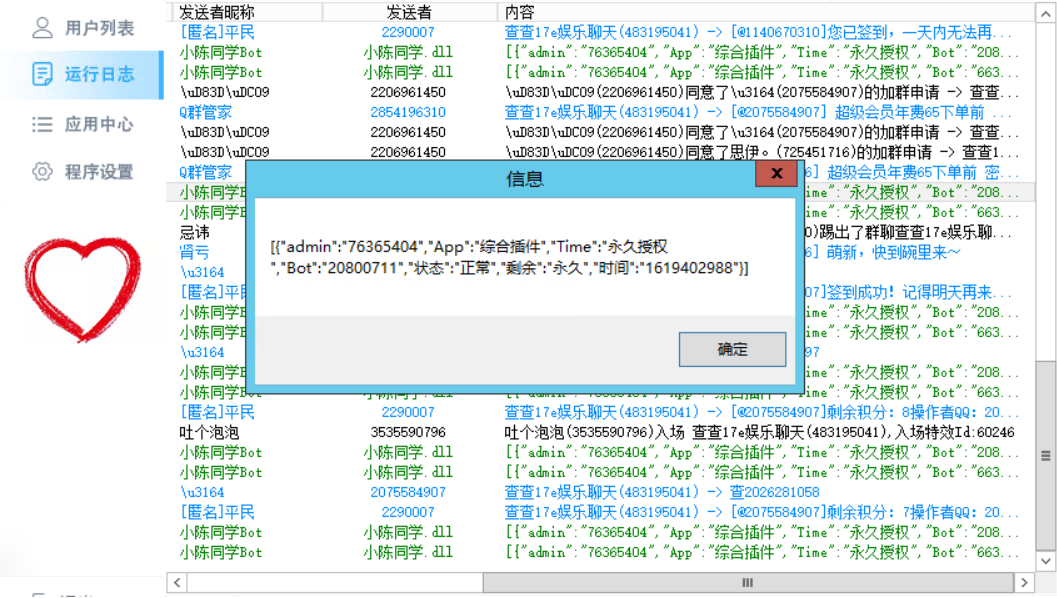 用户列表
运行日志
应用中心
程序设置
发送者昵称 发送者 内容
[匿名]平民 2290007 查查17e娱乐聊天(483195041) -> [@1140670310]您已签到，一天内无法再...
小陈同学Bot 小陈同学.dll [{"admin":"76365404","App":"综合插件","Time":"永久授权","Bot":"208...
小陈同学Bot 小陈同学.dll [{"admin":"76365404","App":"综合插件","Time":"永久授权","Bot":"663...
\uD83D\uDC09 2206961450 \uD83D\uDC09(2206961450)同意了\u3164(2075584907)的加群申请 -> 查查...
Q群管家 2854196310 查查17e娱乐聊天(483195041) -> [@2075584907] 超级会员年费65下单前 ...
\uD83D\uDC09 2206961450 \uD83D\uDC09(2206961450)同意了\u3164(2075584907)的加群申请 -> 查查...
\uD83D\uDC09 2206961450 \uD83D\uDC09(2206961450)同意了思伊。(725451716)的加群申请 -> 查查1...
Q群管家 6] 超级会员年费65下单前 密...
小陈同学B ime":"永久授权","Bot":"208...
小陈同学B ime":"永久授权","Bot":"663...
忌讳 0)踢出了群聊查查17e娱乐聊...
肾亏 6] 萌新，快到碗里来～
\u3164
[匿名]平民 07]签到成功！记得明天再来...
小陈同学B ime":"永久授权","Bot":"208...
小陈同学B ime":"永久授权","Bot":"663...
\u3164 97
小陈同学B ime":"永久授权","Bot":"208...
小陈同学Bot ime":"永久授权","Bot":"663...
信息
[{"admin":"76365404","App":"综合插件","Time":"永久授权
","Bot":"20800711","状态":"正常","剩余":"永久","时间":"1619402988"}]
确定
[匿名]平民 2290007 查查17e娱乐聊天(483195041) -> [@2075584907]剩余积分：8操作者QQ：20...
吐个泡泡 3535590796 吐个泡泡(3535590796)入场 查查17e娱乐聊天(483195041),入场特效Id:60246
小陈同学Bot 小陈同学.dll [{"admin":"76365404","App":"综合插件","Time":"永久授权","Bot":"208...
小陈同学Bot 小陈同学.dll [{"admin":"76365404","App":"综合插件","Time":"永久授权","Bot":"663...
\u3164 2075584907 查查17e娱乐聊天(483195041) -> 查2026281058
[匿名]平民 2290007 查查17e娱乐聊天(483195041) -> [@2075584907]剩余积分：7操作者QQ：20...
小陈同学Bot 小陈同学.dll [{"admin":"76365404","App":"综合插件","Time":"永久授权","Bot":"208...
小陈同学Bot 小陈同学.dll [{"admin":"76365404","App":"综合插件","Time":"永久授权","Bot":"663...